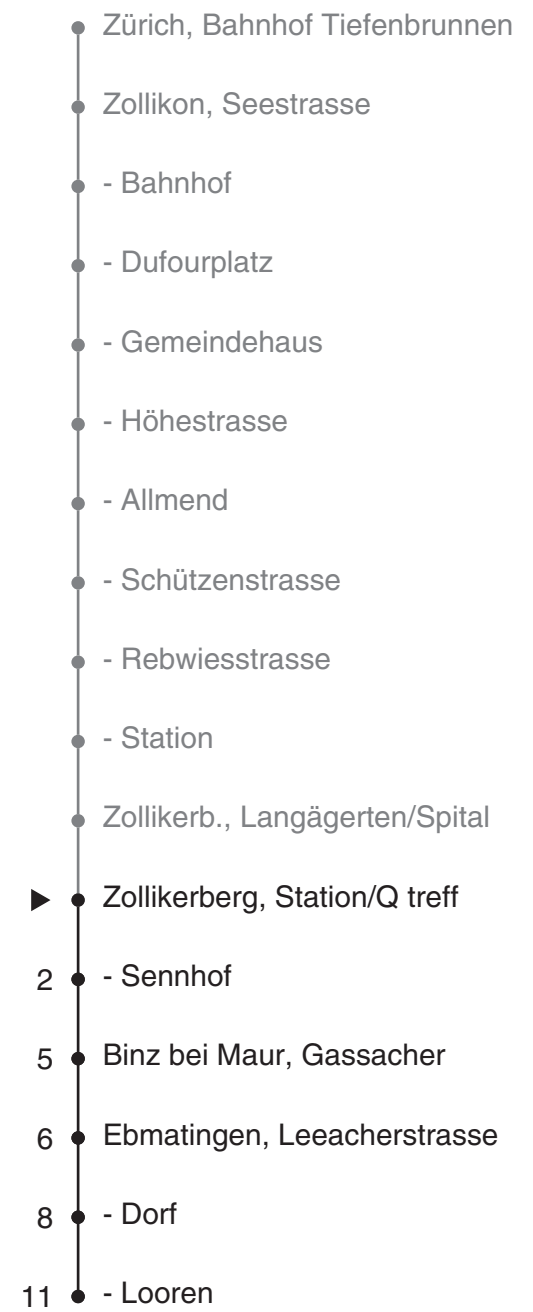 Zürich, Bahnhof Tiefenbrunnen
Zollikon, Seestrasse
- Bahnhof
- Dufourplatz
- Gemeindehaus
- Höhestrasse
- Allmend
- Schützenstrasse
- Rebwiesstrasse
- Station
Zollikerb., Langägerten/Spital
Zollikerberg, Station/Q treff
2 - Sennhof
5 Binz bei Maur, Gassacher
6 Ebmatingen, Leeacherstrasse
8 - Dorf
11 - Looren